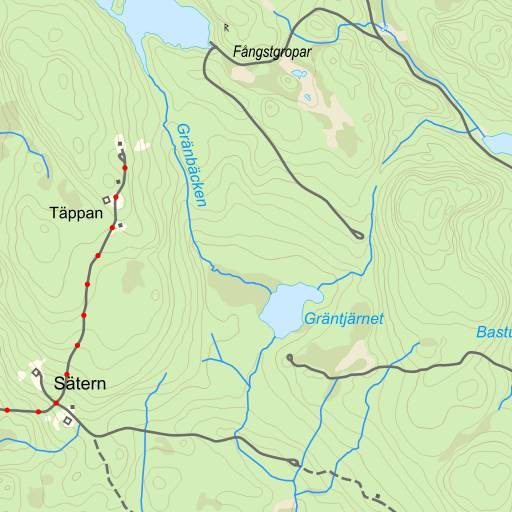 Fångstgropar
Gränbäcken
Täppan
Gräntjärnet
Bastu
Sätern